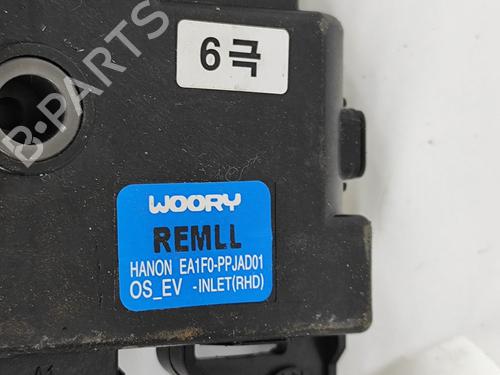 6극
WOORY
REMLL
HANON EA1F0-PPJAD01
OS_EV -INLET(RHD)
B-PARTS